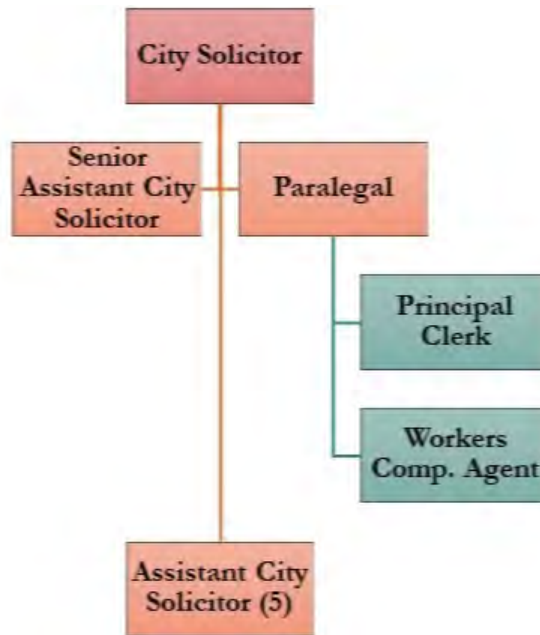 City Solicitor
Senior
Assistant City
Solicitor
Paralegal
Principal
Clerk
Workers
Comp. Agent
Assistant City
Solicitor (5)